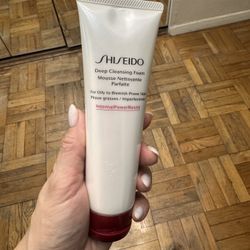 SHISEIDO
Deep Cleansing Foam
Mousse Nettoyante
Parfaite
For Oily to Blemish-Prone Skin
Peaux grasses / imperfections
InternalPowerResist